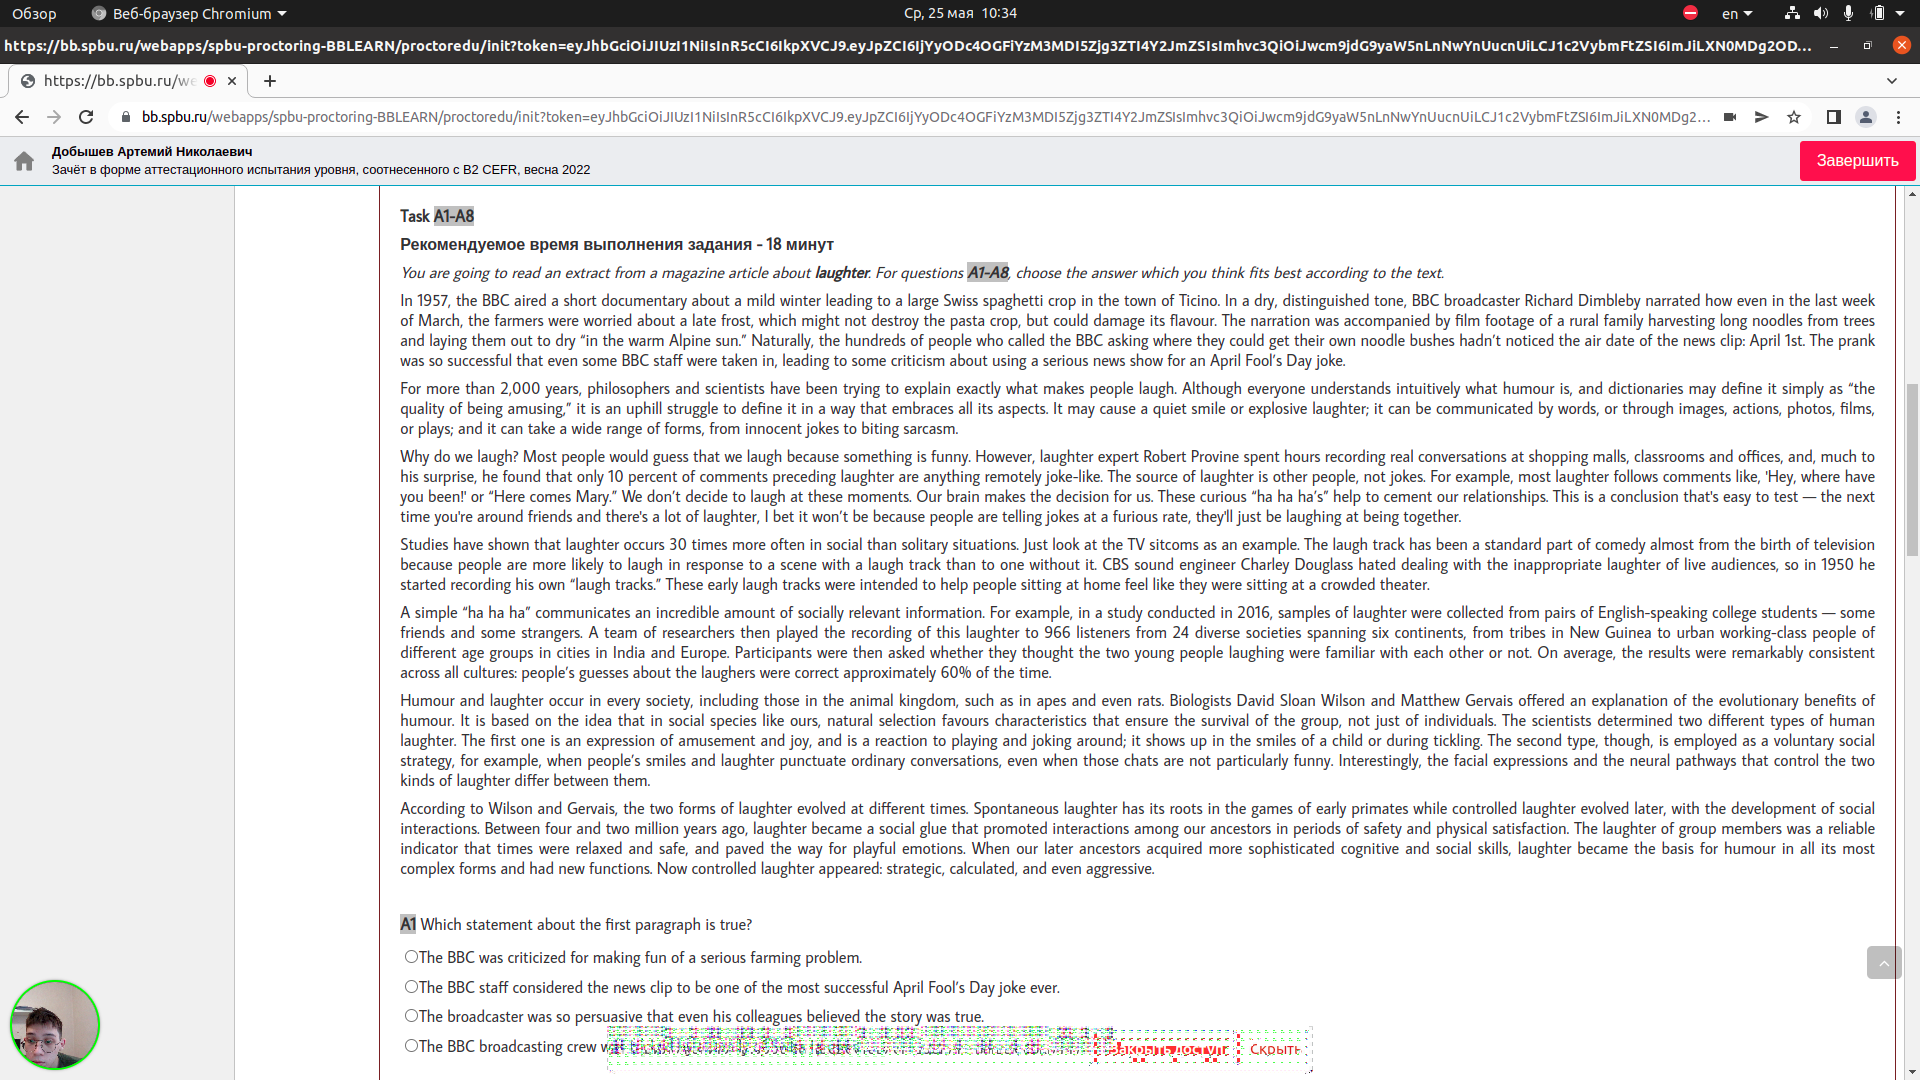 Обзор
Веб-браузер Chromium
Ср, 25 мая 10:34
en
https://bb.spbu.ru/webapps/spbu-proctoring-BBLEARN/proctoredu/init?token=
https://bb.spbu.ru/we
bb.spbu.ru/webapps/spbu-proctoring-BBLEARN/proctoredu/init?token=
Добышев Артемий Николаевич
Зачёт в форме аттестационного испытания уровня, соотнесенного с B2 CEFR, весна 2022
Завершить
Task A1-A8
Рекомендуемое время выполнения задания - 18 минут
You are going to read an extract from a magazine article about laughter. For questions A1-A8, choose the answer which you think fits best according to the text.
In 1957, the BBC aired a short documentary about a mild winter leading to a large Swiss spaghetti crop in the town of Ticino. In a dry, distinguished tone, BBC broadcaster Richard Dimbleby narrated how even in the last week
of March, the farmers were worried about a late frost, which might not destroy the pasta crop, but could damage its flavour. The narration was accompanied by film footage of a rural family harvesting long noodles from trees
and laying them out to dry “in the warm Alpine sun.” Naturally, the hundreds of people who called the BBC asking where they could get their own noodle bushes hadn’t noticed the air date of the news clip: April 1st. The prank
was so successful that even some BBC staff were taken in, leading to some criticism about using a serious news show for an April Fool’s Day joke.
For more than 2,000 years, philosophers and scientists have been trying to explain exactly what makes people laugh. Although everyone understands intuitively what humour is, and dictionaries may define it simply as “the
quality of being amusing,” it is an uphill struggle to define it in a way that embraces all its aspects. It may cause a quiet smile or explosive laughter; it can be communicated by words, or through images, actions, photos, films,
or plays; and it can take a wide range of forms, from innocent jokes to biting sarcasm.
Why do we laugh? Most people would guess that we laugh because something is funny. However, laughter expert Robert Provine spent hours recording real conversations at shopping malls, classrooms and offices, and, much to
his surprise, he found that only 10 percent of comments preceding laughter are anything remotely joke-like. The source of laughter is other people, not jokes. For example, most laughter follows comments like, 'Hey, where have
you been!' or “Here comes Mary.” We don’t decide to laugh at these moments. Our brain makes the decision for us. These curious “ha ha ha’s” help to cement our relationships. This is a conclusion that's easy to test — the next
time you're around friends and there's a lot of laughter, I bet it won’t be because people are telling jokes at a furious rate, they'll just be laughing at being together.
Studies have shown that laughter occurs 30 times more often in social than solitary situations. Just look at the TV sitcoms as an example. The laugh track has been a standard part of comedy almost from the birth of television
because people are more likely to laugh in response to a scene with a laugh track than to one without it. CBS sound engineer Charley Douglass hated dealing with the inappropriate laughter of live audiences, so in 1950 he
started recording his own “laugh tracks.” These early laugh tracks were intended to help people sitting at home feel like they were sitting at a crowded theater.
A simple “ha ha ha” communicates an incredible amount of socially relevant information. For example, in a study conducted in 2016, samples of laughter were collected from pairs of English-speaking college students — some
friends and some strangers. A team of researchers then played the recording of this laughter to 966 listeners from 24 diverse societies spanning six continents, from tribes in New Guinea to urban working-class people of
different age groups in cities in India and Europe. Participants were then asked whether they thought the two young people laughing were familiar with each other or not. On average, the results were remarkably consistent
across all cultures: people’s guesses about the laughers were correct approximately 60% of the time.
Humour and laughter occur in every society, including those in the animal kingdom, such as in apes and even rats. Biologists David Sloan Wilson and Matthew Gervais offered an explanation of the evolutionary benefits of
humour. It is based on the idea that in social species like ours, natural selection favours characteristics that ensure the survival of the group, not just of individuals. The scientists determined two different types of human
laughter. The first one is an expression of amusement and joy, and is a reaction to playing and joking around; it shows up in the smiles of a child or during tickling. The second type, though, is employed as a voluntary social
strategy, for example, when people’s smiles and laughter punctuate ordinary conversations, even when those chats are not particularly funny. Interestingly, the facial expressions and the neural pathways that control the two
kinds of laughter differ between them.
According to Wilson and Gervais, the two forms of laughter evolved at different times. Spontaneous laughter has its roots in the games of early primates while controlled laughter evolved later, with the development of social
interactions. Between four and two million years ago, laughter became a social glue that promoted interactions among our ancestors in periods of safety and physical satisfaction. The laughter of group members was a reliable
indicator that times were relaxed and safe, and paved the way for playful emotions. When our later ancestors acquired more sophisticated cognitive and social skills, laughter became the basis for humour in all its most
complex forms and had new functions. Now controlled laughter appeared: strategic, calculated, and even aggressive.
A1 Which statement about the first paragraph is true?
The BBC was criticized for making fun of a serious farming problem.
The BBC staff considered the news clip to be one of the most successful April Fool’s Day joke ever.
The broadcaster was so persuasive that even his colleagues believed the story was true.
The BBC broadcasting crew
Закрыть доступ
Скрыть